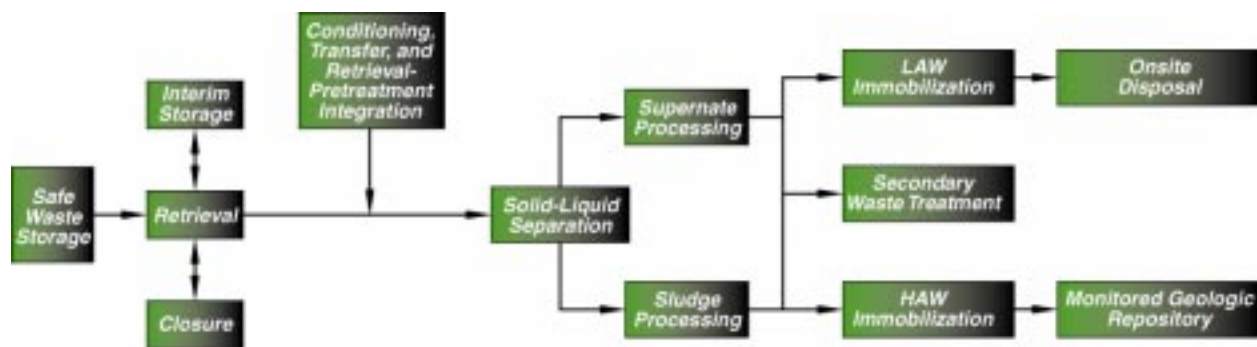 Conditioning,
Transfer, and
Retrieval-
Pretreatment
Integration
Interim
Storage
Safe
Waste
Storage
Retrieval
Closure
Solid-Liquid
Separation
Supernate
Processing
Sludge
Processing
LAW
Immobilization
Onsite
Disposal
Secondary
Waste Treatment
HAW
Immobilization
Monitored Geologic
Repository